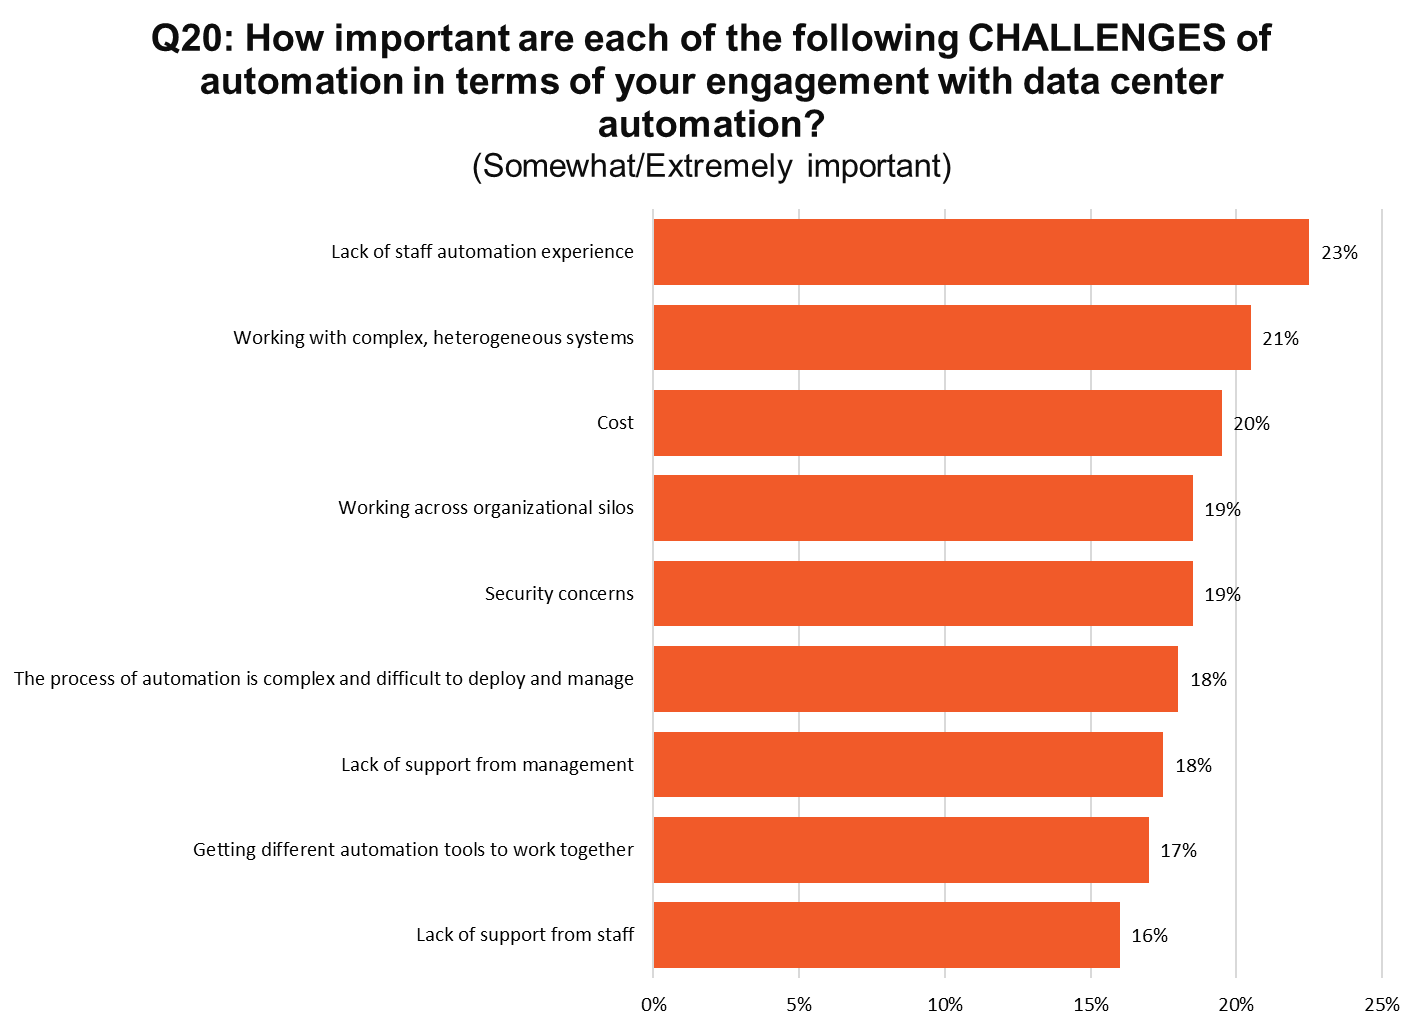 Q20: How important are each of the following CHALLENGES of
automation in terms of your engagement with data center
automation?
(Somewhat/Extremely important)
Lack of staff automation experience
23%
Working with complex, heterogeneous systems
21%
Cost
20%
Working across organizational silos
19%
Security concerns
19%
The process of automation is complex and difficult to deploy and manage
18%
Lack of support from management
18%
Getting different automation tools to work together
17%
Lack of support from staff
16%
0%
5%
10%
15%
20%
25%